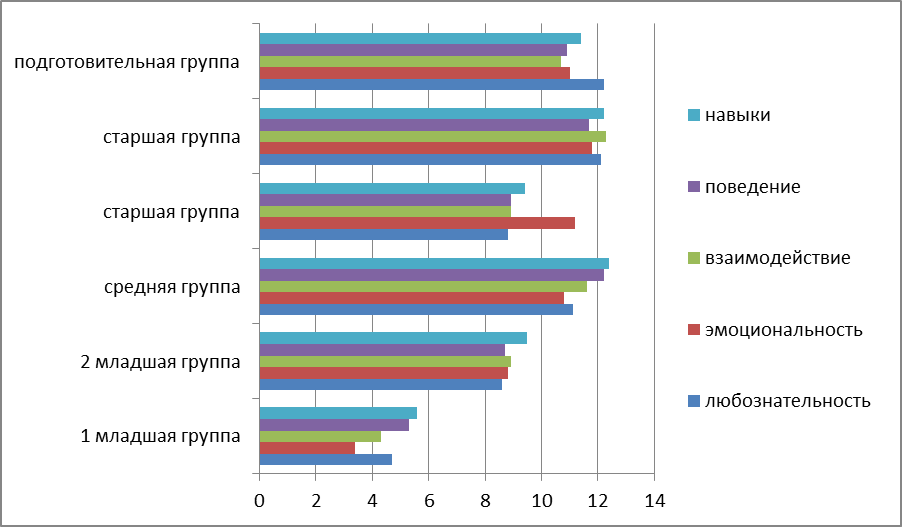 подготовительная группа
старшая группа
старшая группа
средняя группа
2 младшая группа
1 младшая группа
0 2 4 6 8 10 12 14
навыки
поведение
взаимодействие
эмоциональность
любознательность